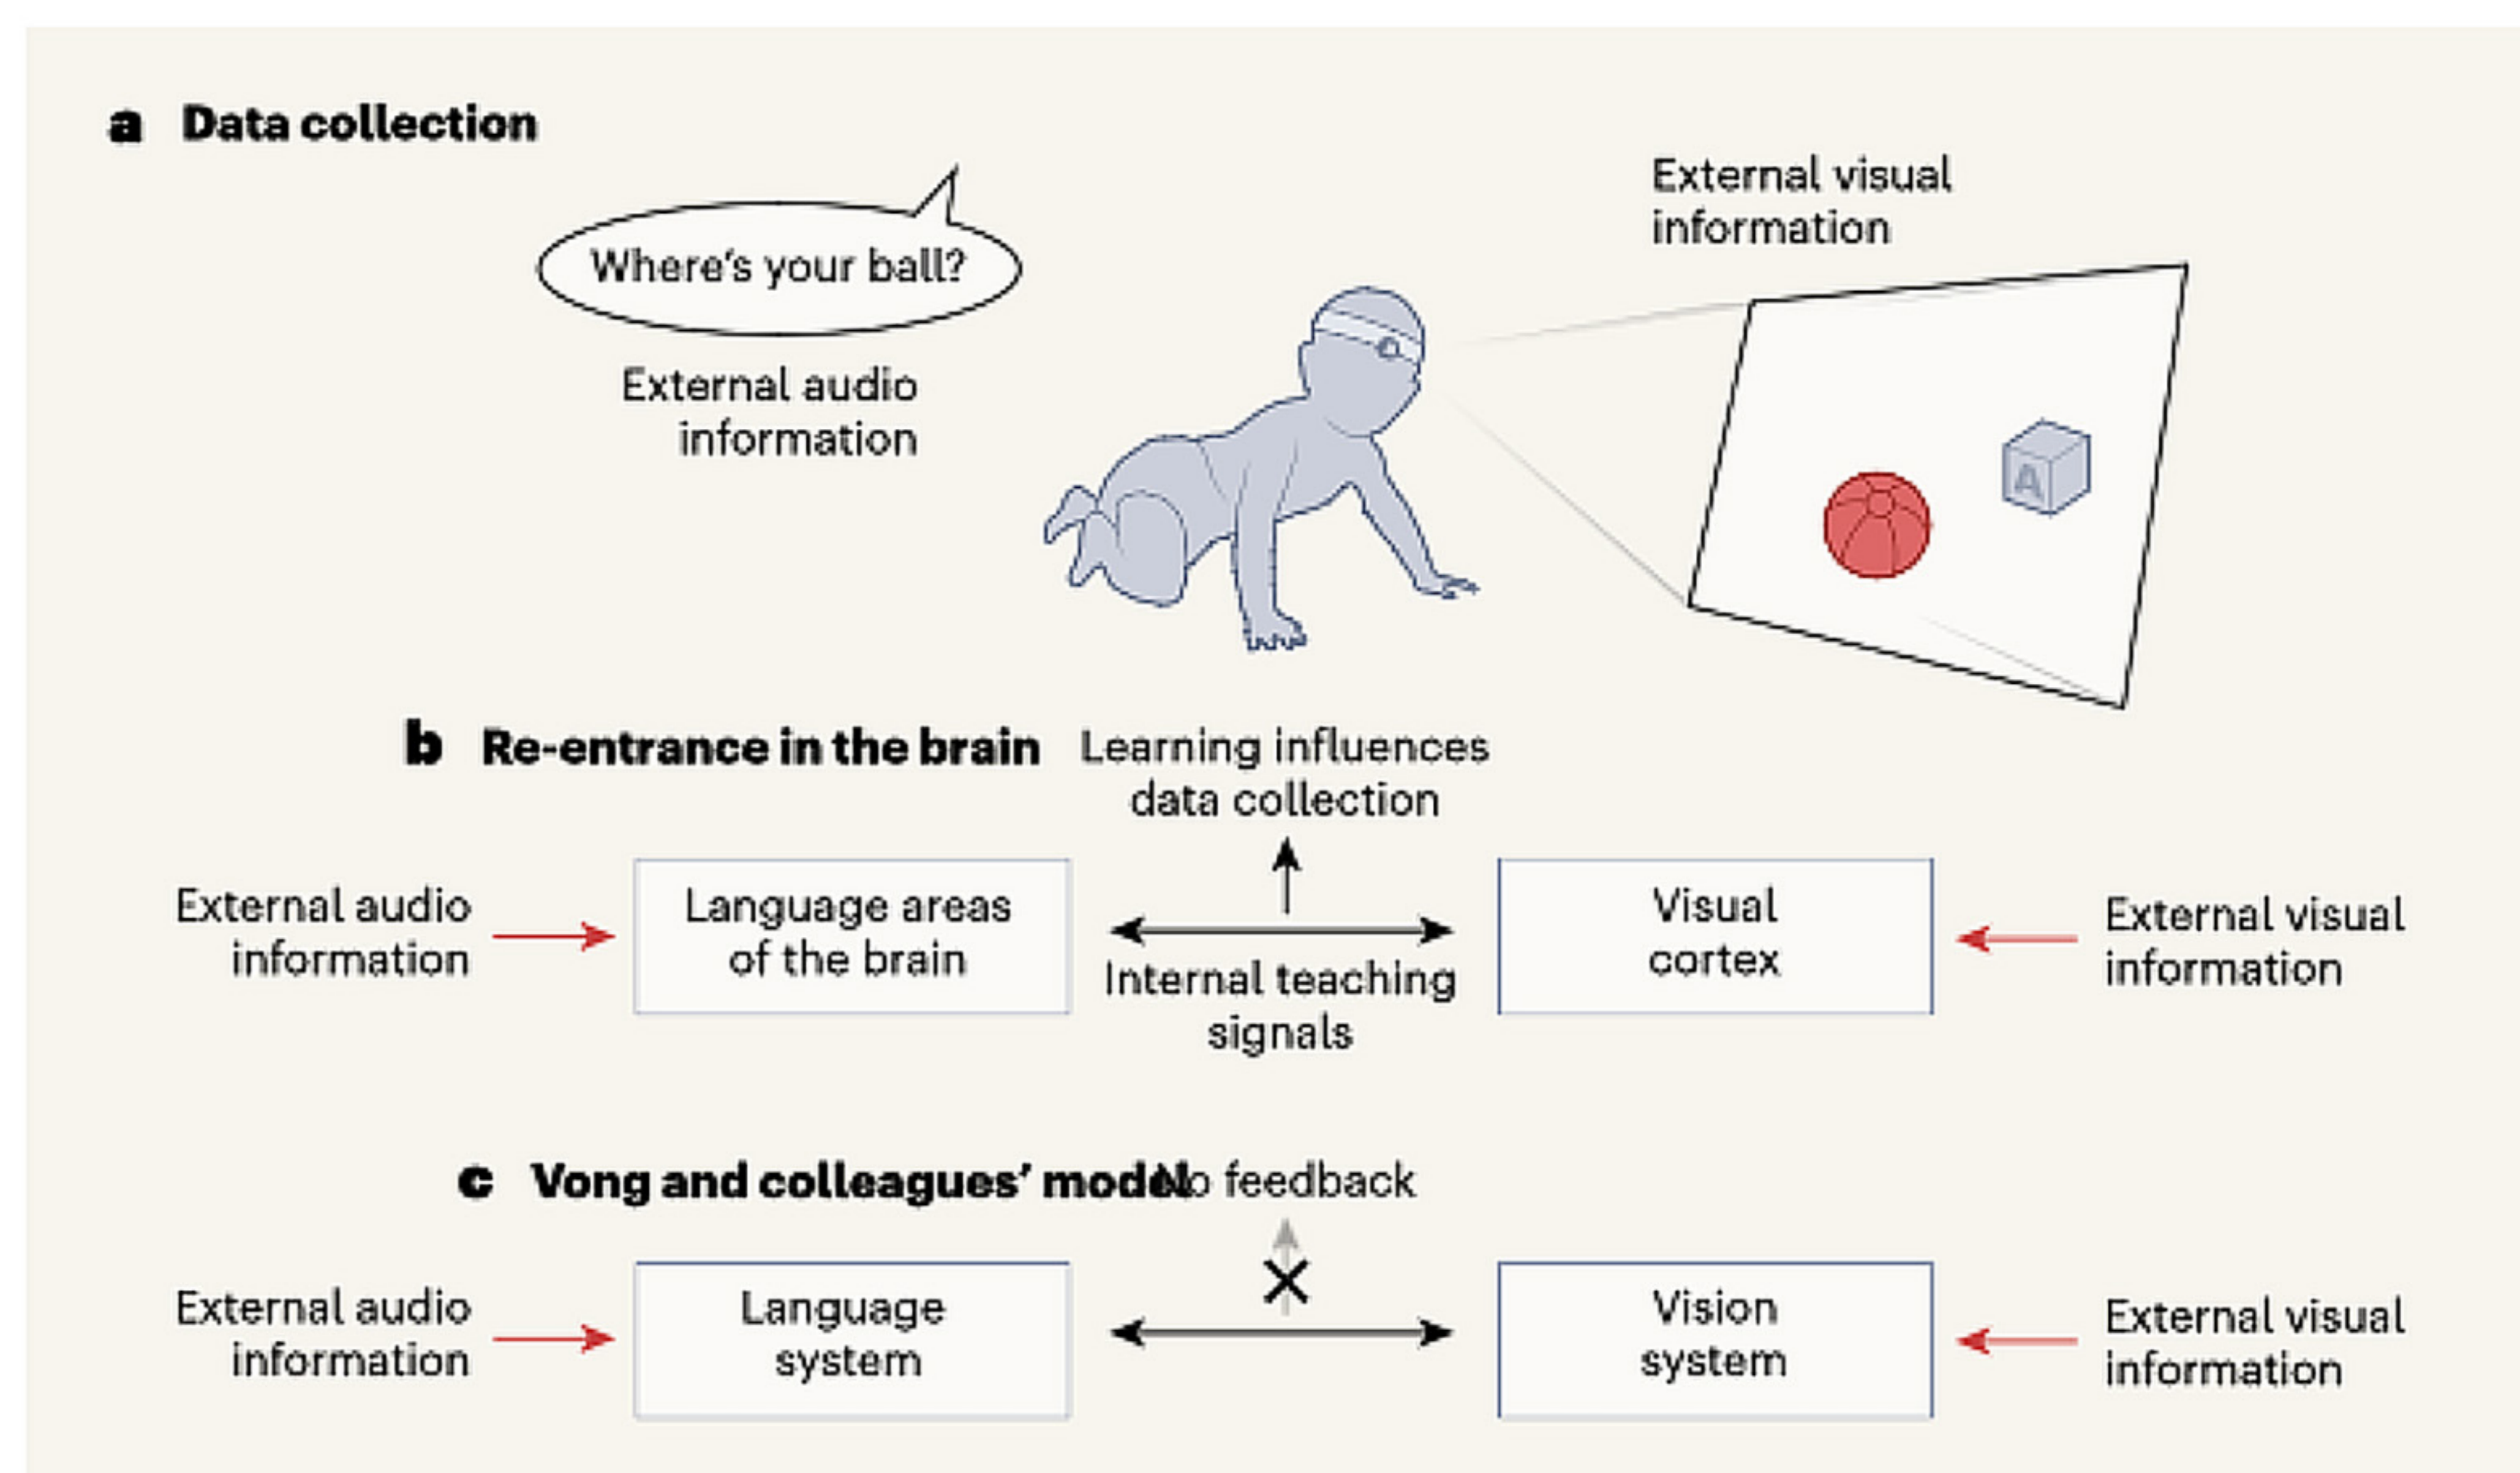 a Data collection
External visual
information
Where's your ball?
External audio
information
A
b Re-entrance in the brain
Learning influences
data collection
External audio
information
Language areas
of the brain
Internal teaching
signals
Visual
cortex
External visual
information
c Vong and colleagues' model
No feedback
External audio
information
Language
system
Vision
system
External visual
information